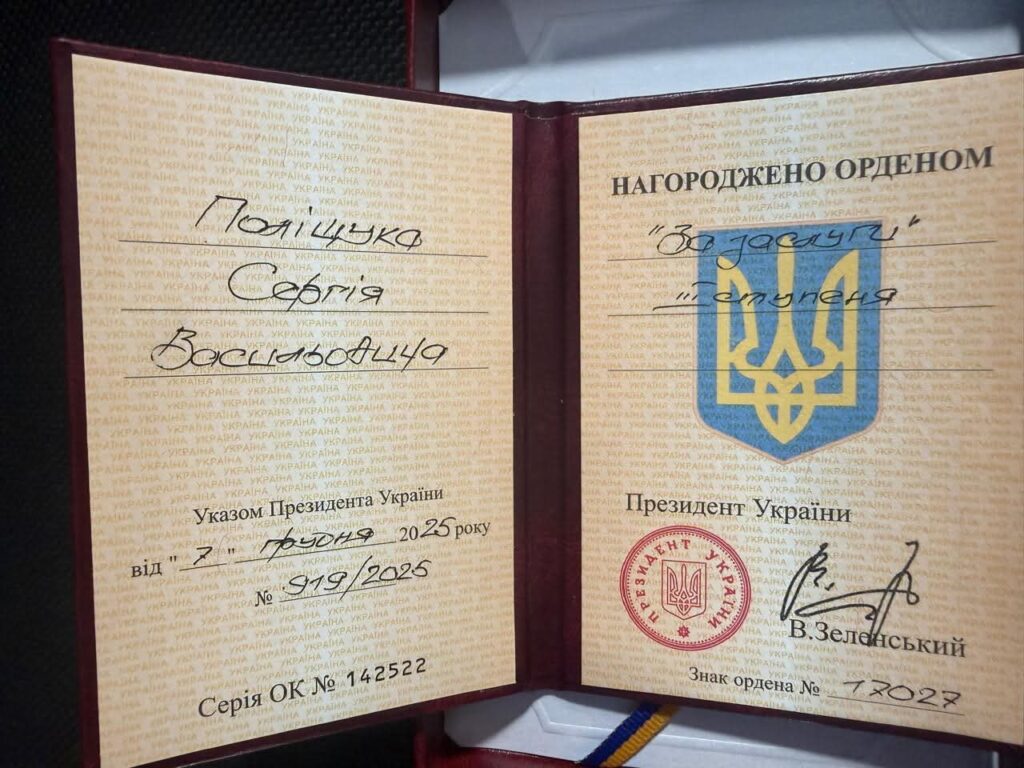 Поліщука
Сергія
Васильовича
Указом Президента України
від "7" грудня 2025 року
№ 919/2025
Серія ОК № 142522
НАГОРОДЖЕНО ОРДЕНОМ
"За заслуги"
ІІІ ступеня
Президент України
ПРЕЗИДЕНТ УКРАЇНИ
В.Зеленський
Знак ордена № 17027